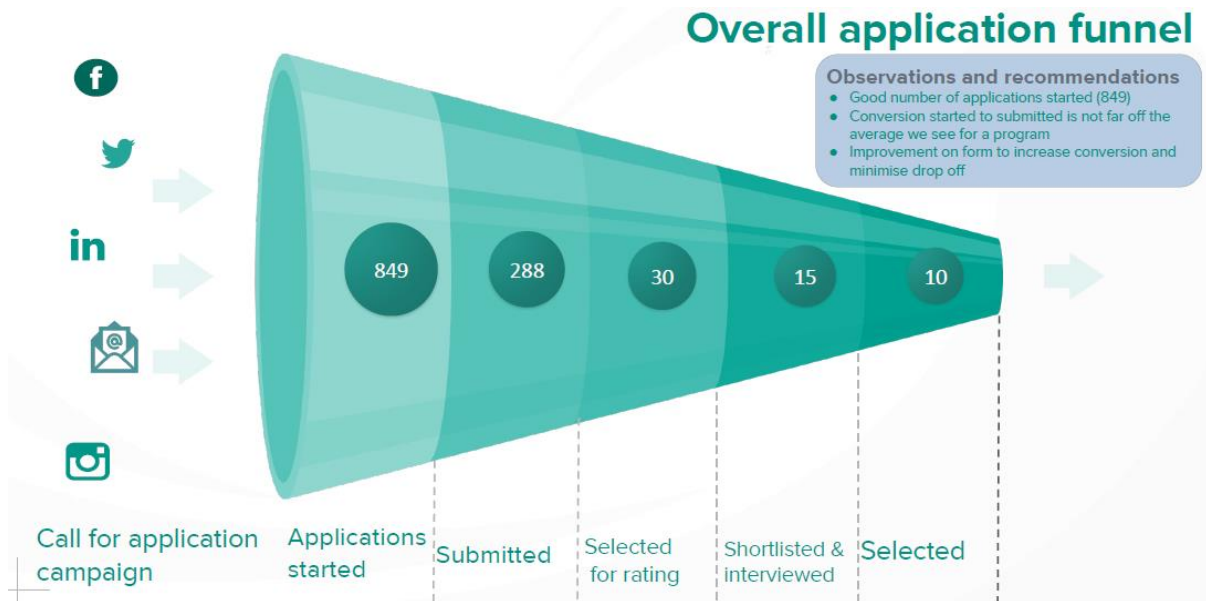 Overall application funnel
Observations and recommendations
● Good number of applications started (849)
● Conversion started to submitted is not far off the
average we see for a program
● Improvement on form to increase conversion and
minimise drop off
f
in
@
849
288
30
15
10
Call for application
campaign
Applications
started
Submitted
Selected
for rating
Shortlisted &
interviewed
Selected